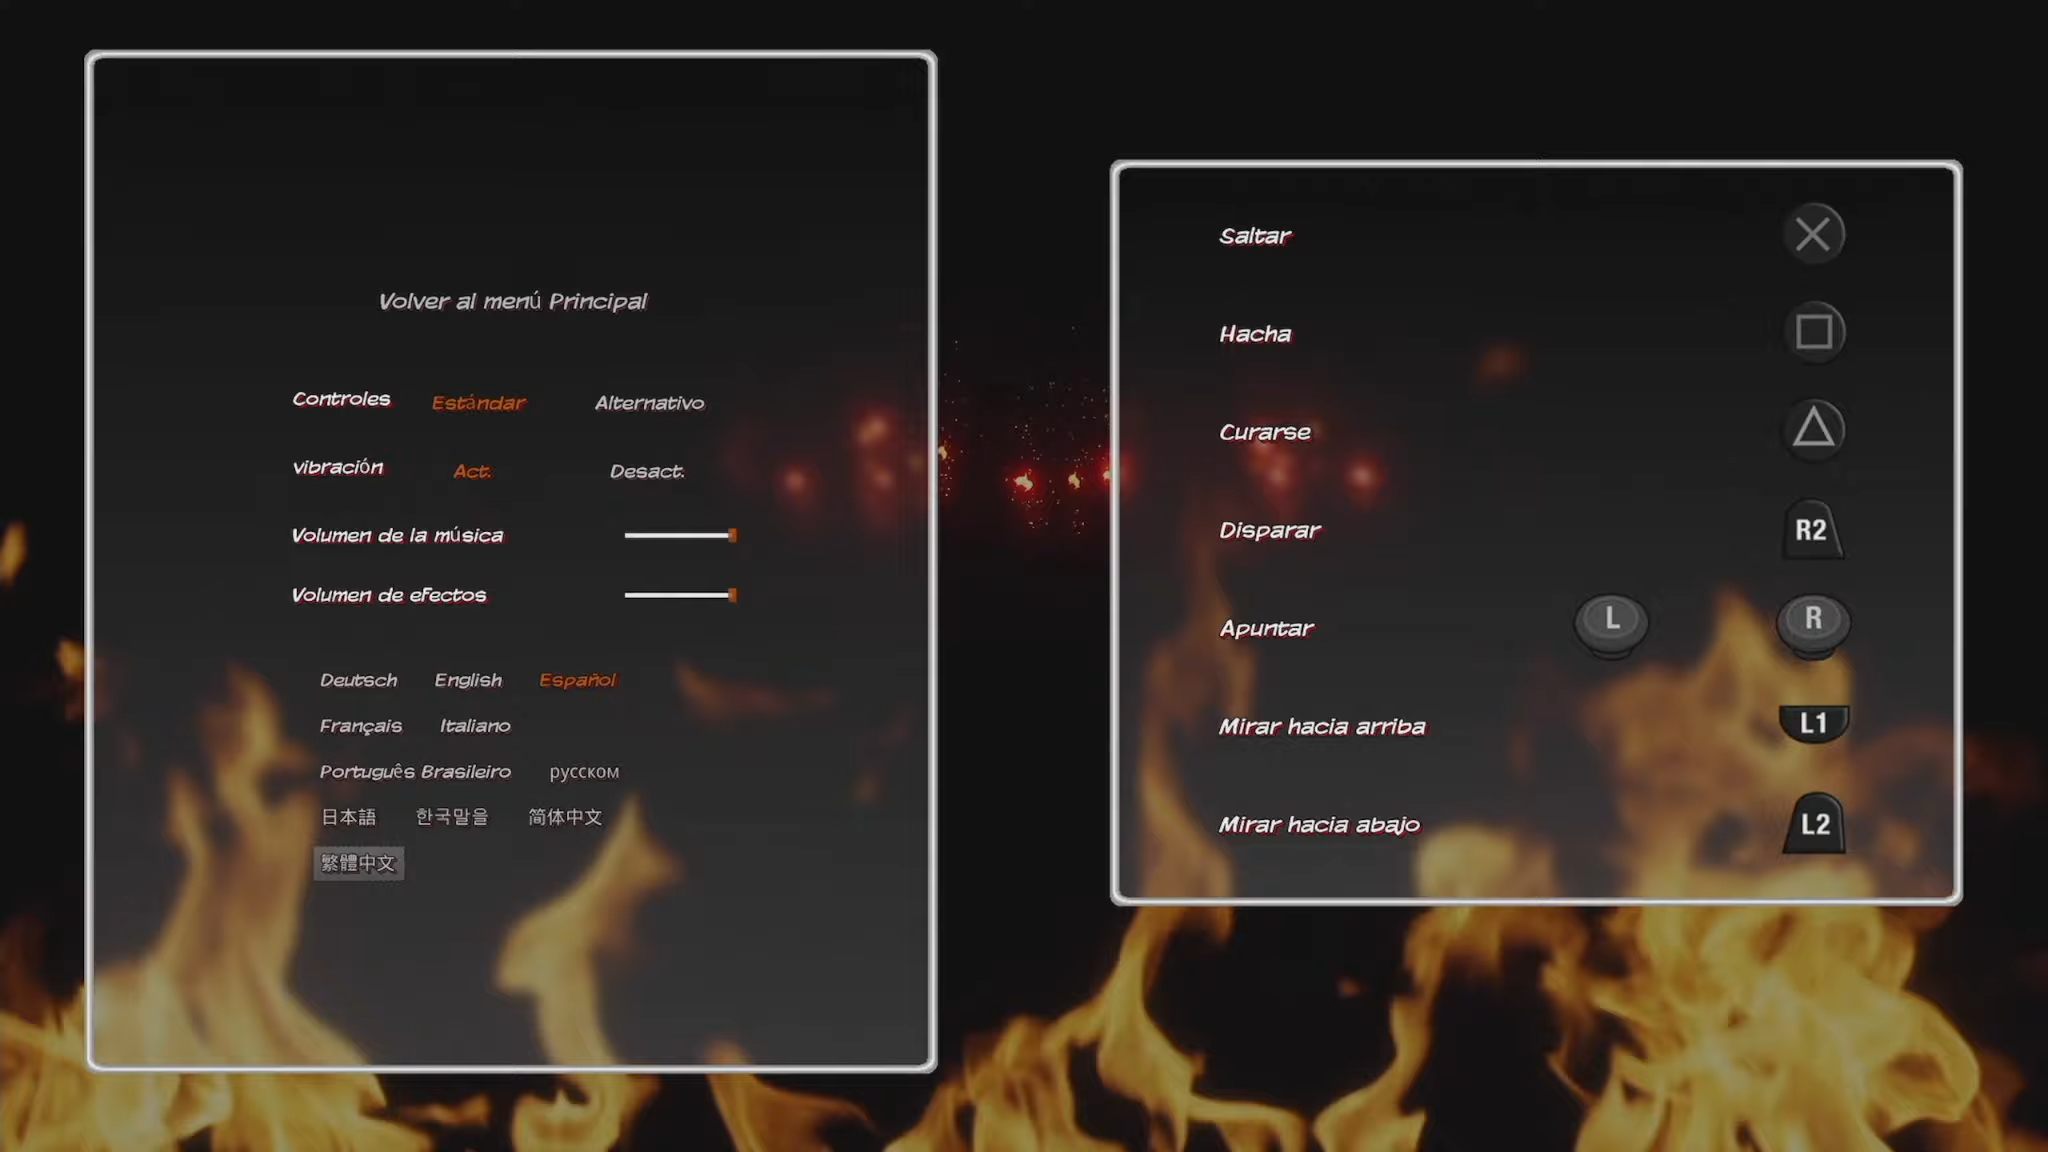 Volver al menú Principal
Controles Estándar Alternativo
vibración Act. Desact.
Volumen de la música
Volumen de efectos
Deutsch English Español
Français Italiano
Português Brasileiro русском
日本語 한국말을 简体中文
繁體中文
Saltar
Hacha
Curarse
Disparar R2
Apuntar L R
Mirar hacia arriba L1
Mirar hacia abajo L2